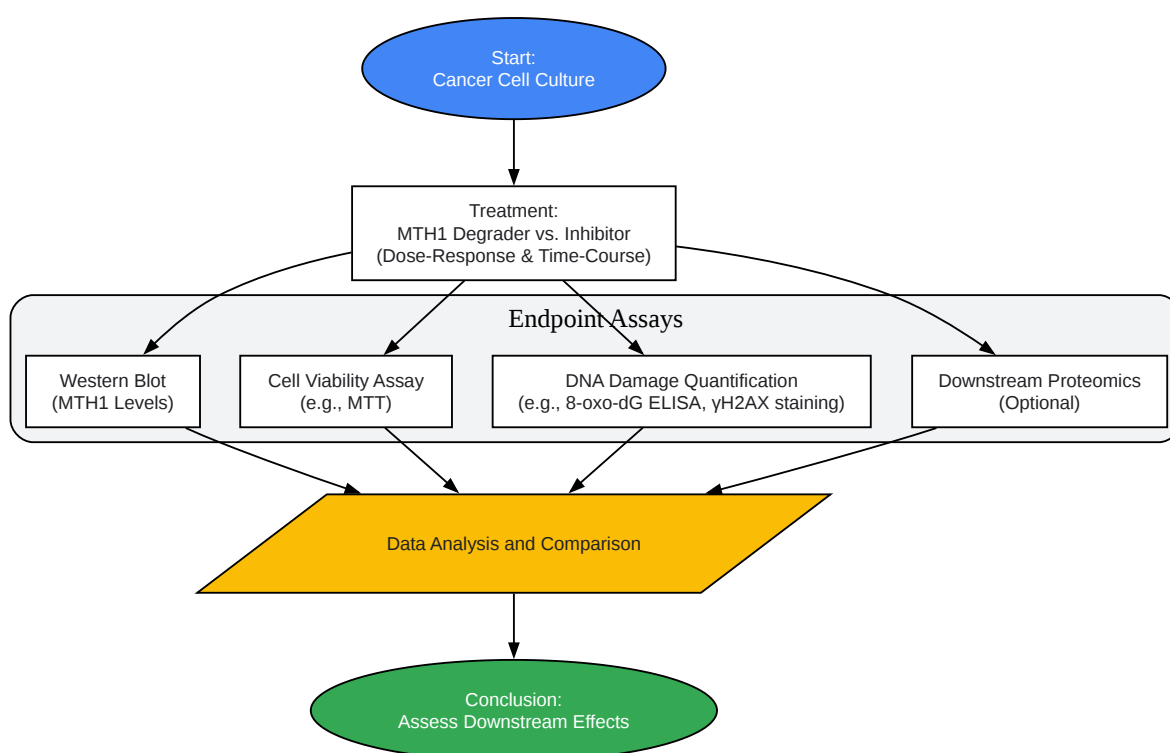 Start:
Cancer Cell Culture
Treatment:
MTH1 Degrader vs. Inhibitor
(Dose-Response & Time-Course)
Endpoint Assays
Western Blot
(MTH1 Levels)
Cell Viability Assay
(e.g., MTT)
DNA Damage Quantification
(e.g., 8-oxo-dG ELISA, γH2AX staining)
Downstream Proteomics
(Optional)
Data Analysis and Comparison
Conclusion:
Assess Downstream Effects